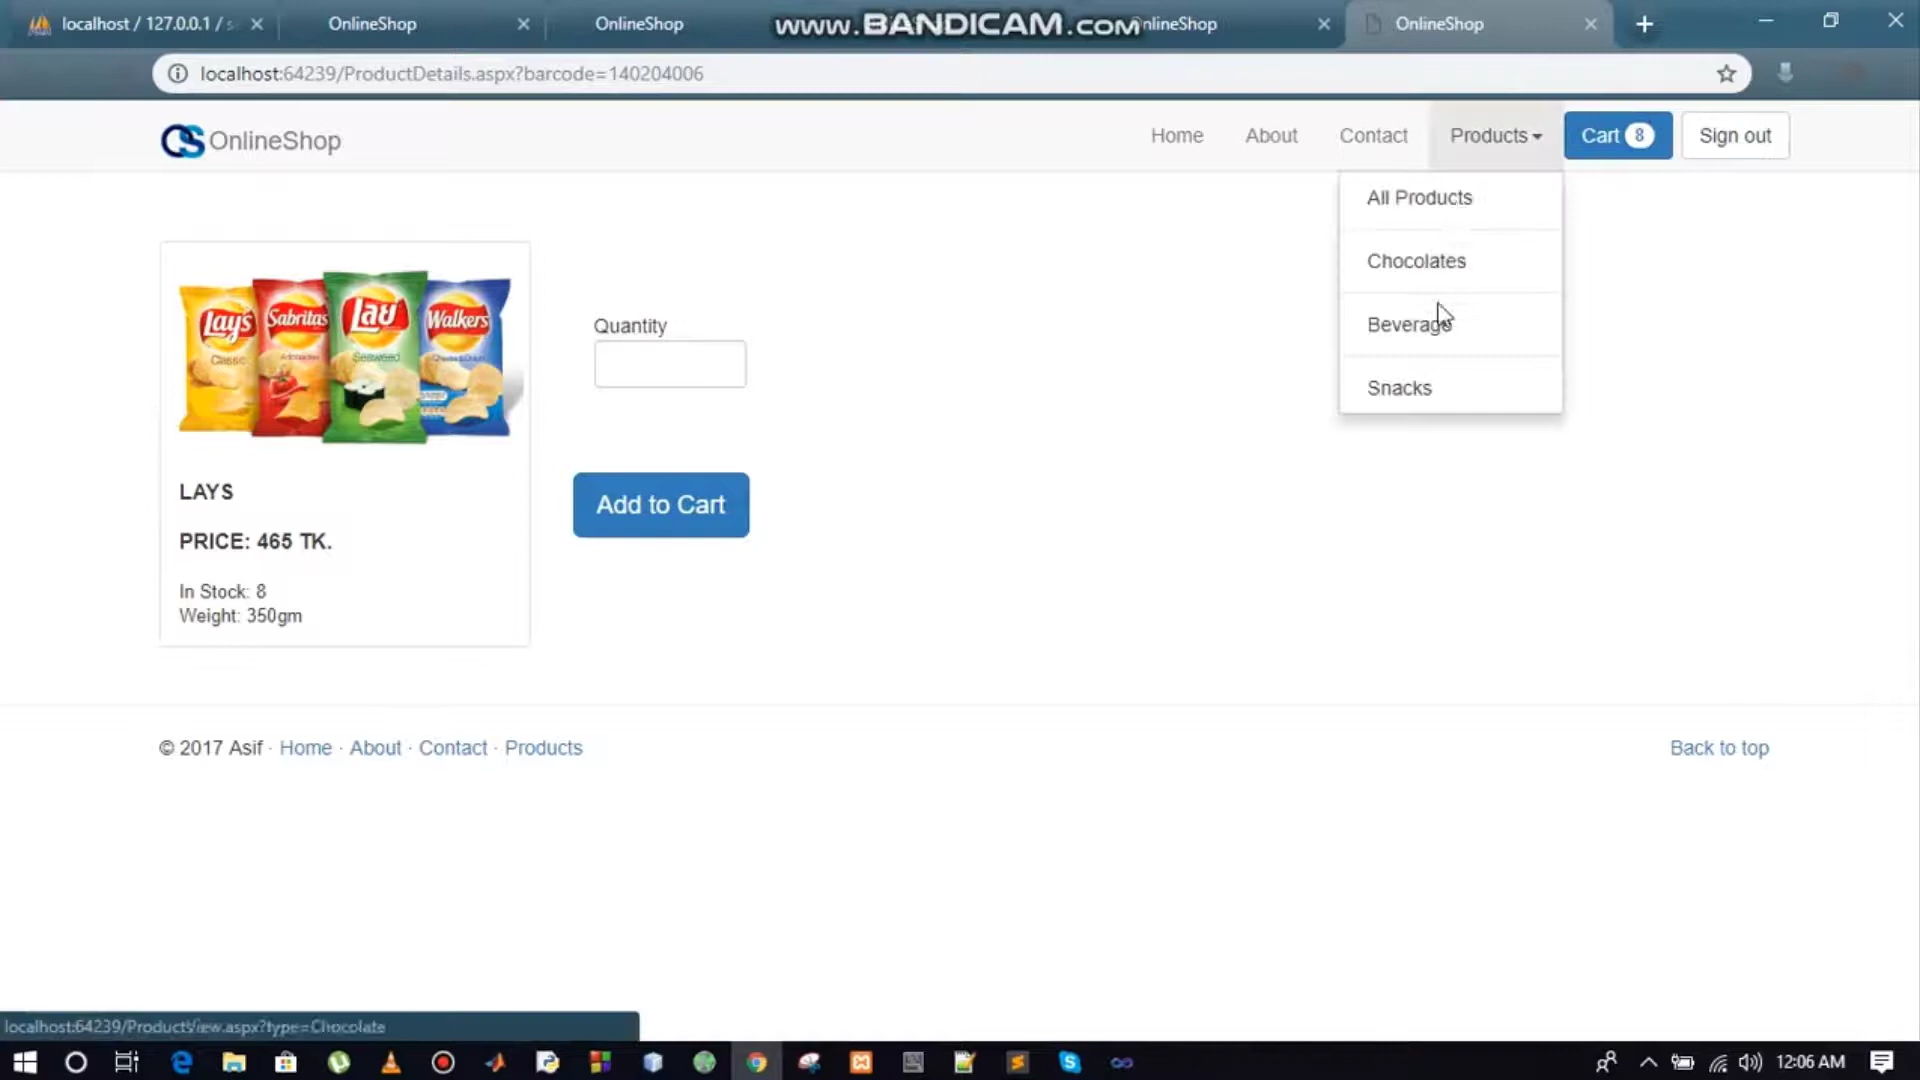 localhost / 127.0.0.1 / s
OnlineShop
OnlineShop
www.BANDICAM.com
nlineShop
OnlineShop
localhost:64239/ProductDetails.aspx?barcode=140204006
OS OnlineShop
Home
About
Contact
Products
Cart 8
Sign out
All Products
Chocolates
Beverage
Snacks
Lay's
Classic
Sabritas
Lay
Seaweed
Walkers
Quantity
Add to Cart
LAYS
PRICE: 465 TK.
In Stock: 8
Weight: 350gm
© 2017 Asif · Home · About · Contact · Products
Back to top
localhost:64239/ProductView.aspx?type=Chocolate
12:06 AM